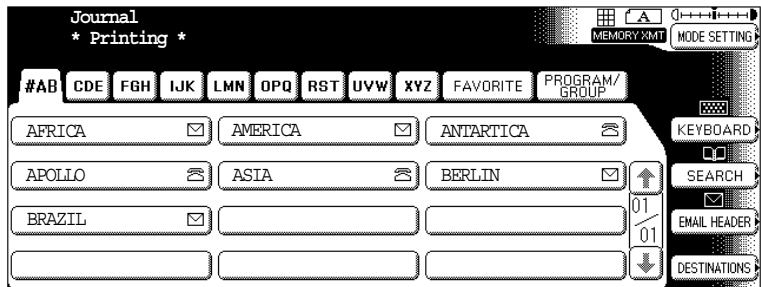 Journal
* Printing *
A
MEMORY XMT
MODE SETTING
#AB CDE FGH IJK LMN OPQ RST UVW XYZ FAVORITE PROGRAM/
GROUP
AFRICA AMERICA ANTARTICA
KEYBOARD
APOLLO ASIA BERLIN
SEARCH
BRAZIL
01
01
EMAIL HEADER
DESTINATIONS